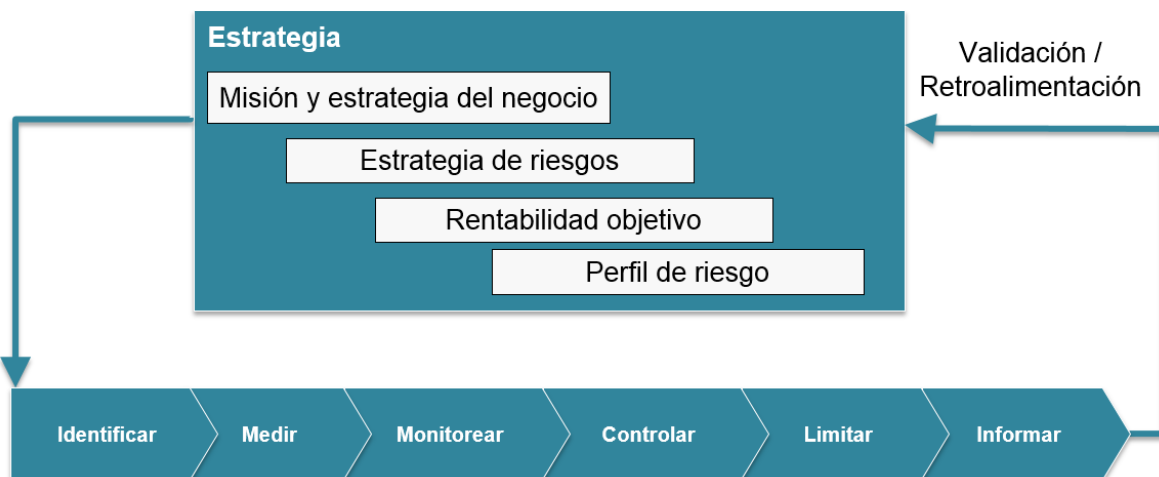 Estrategia
Misión y estrategia del negocio
Estrategia de riesgos
Rentabilidad objetivo
Perfil de riesgo
Validación /
Retroalimentación
Identificar
Medir
Monitorear
Controlar
Limitar
Informar